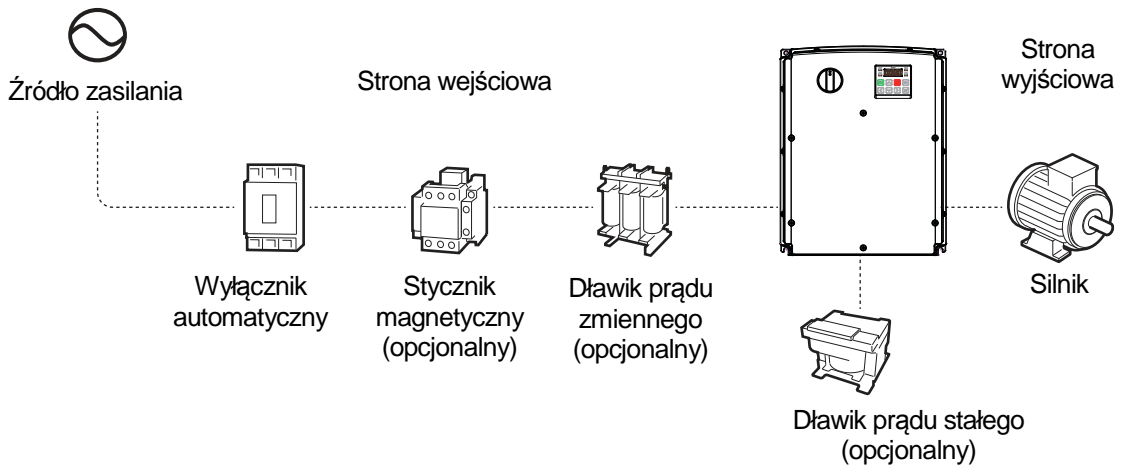 Źródło zasilania
Strona wejściowa
Strona
wyjściowa
Wyłącznik
automatyczny
Stycznik
magnetyczny
(opcjonalny)
Dławik prądu
zmiennego
(opcjonalny)
Silnik
Dławik prądu stałego
(opcjonalny)